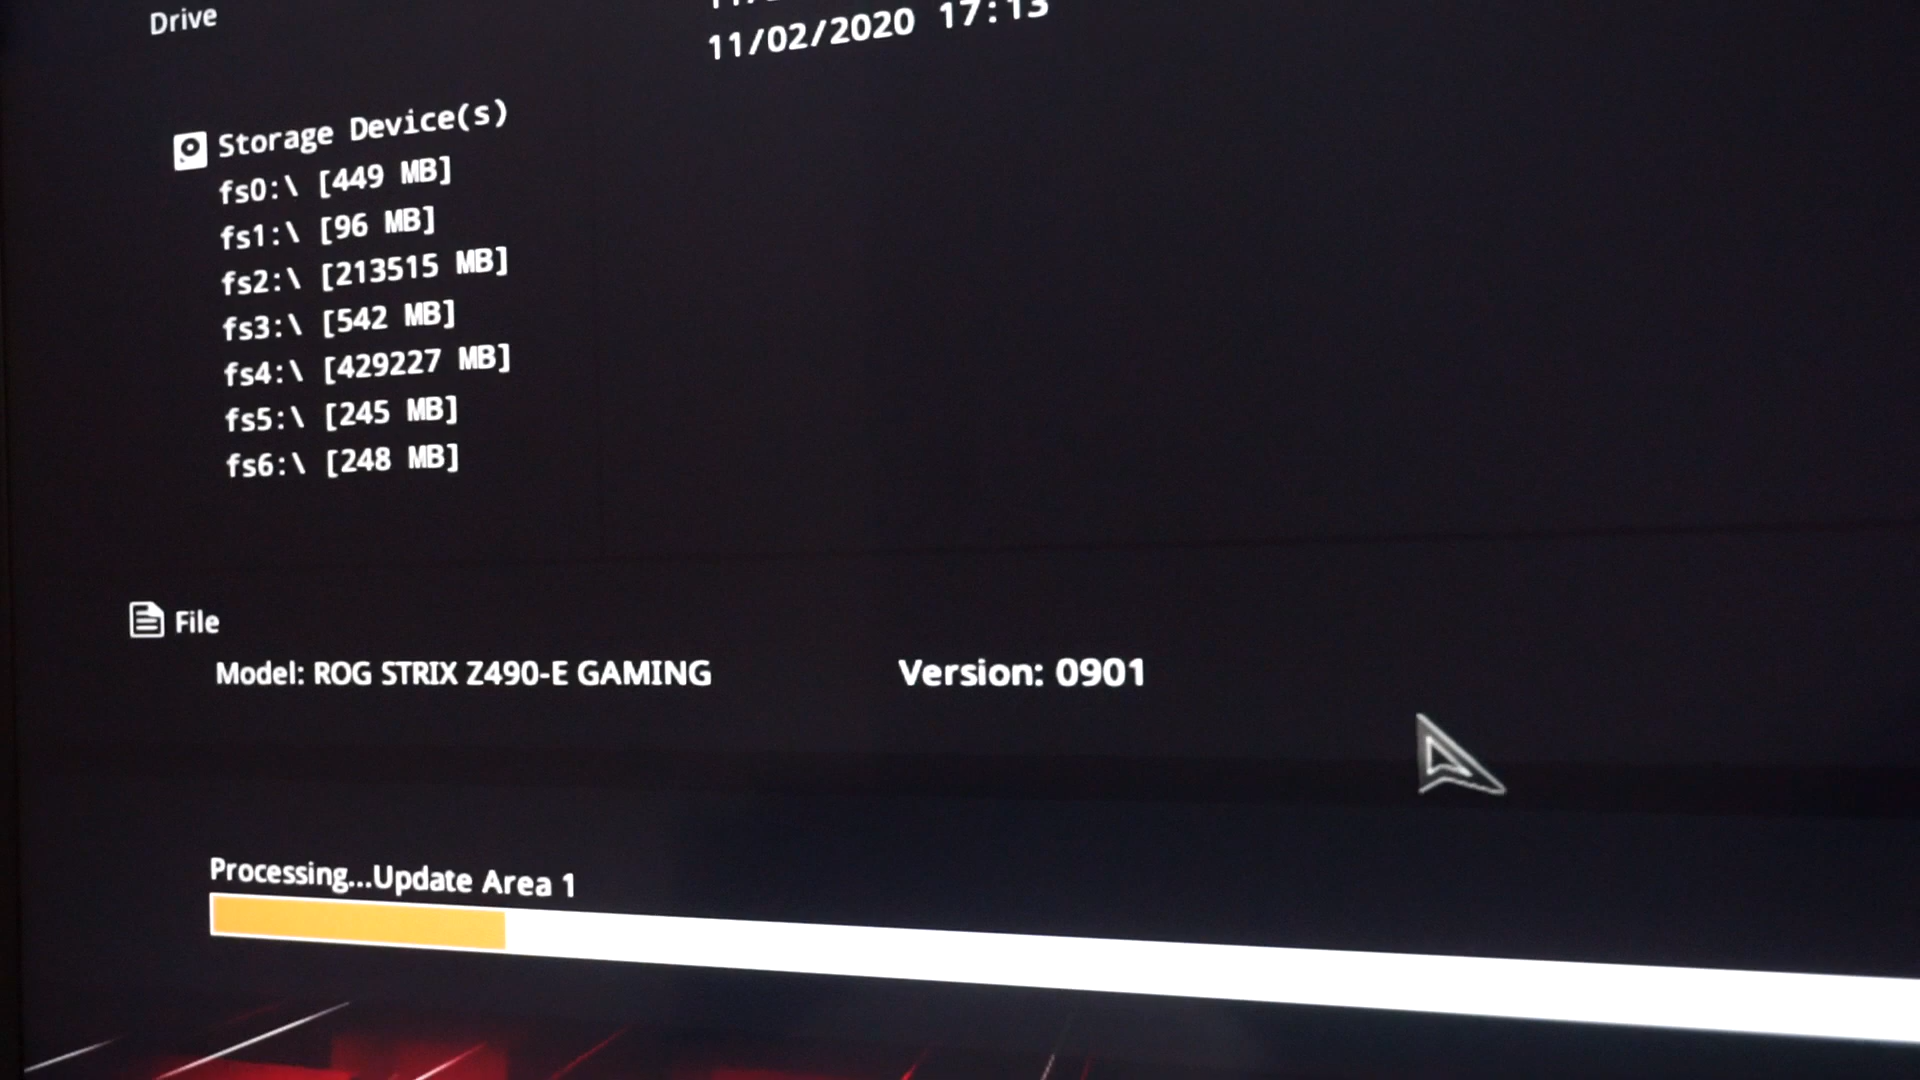 Drive
11/02/2020 17:13
Storage Device(s)
fs0:\ [449 MB]
fs1:\ [96 MB]
fs2:\ [213515 MB]
fs3:\ [542 MB]
fs4:\ [429227 MB]
fs5:\ [245 MB]
fs6:\ [248 MB]
File
Model: ROG STRIX Z490-E GAMING
Version: 0901
Processing...Update Area 1